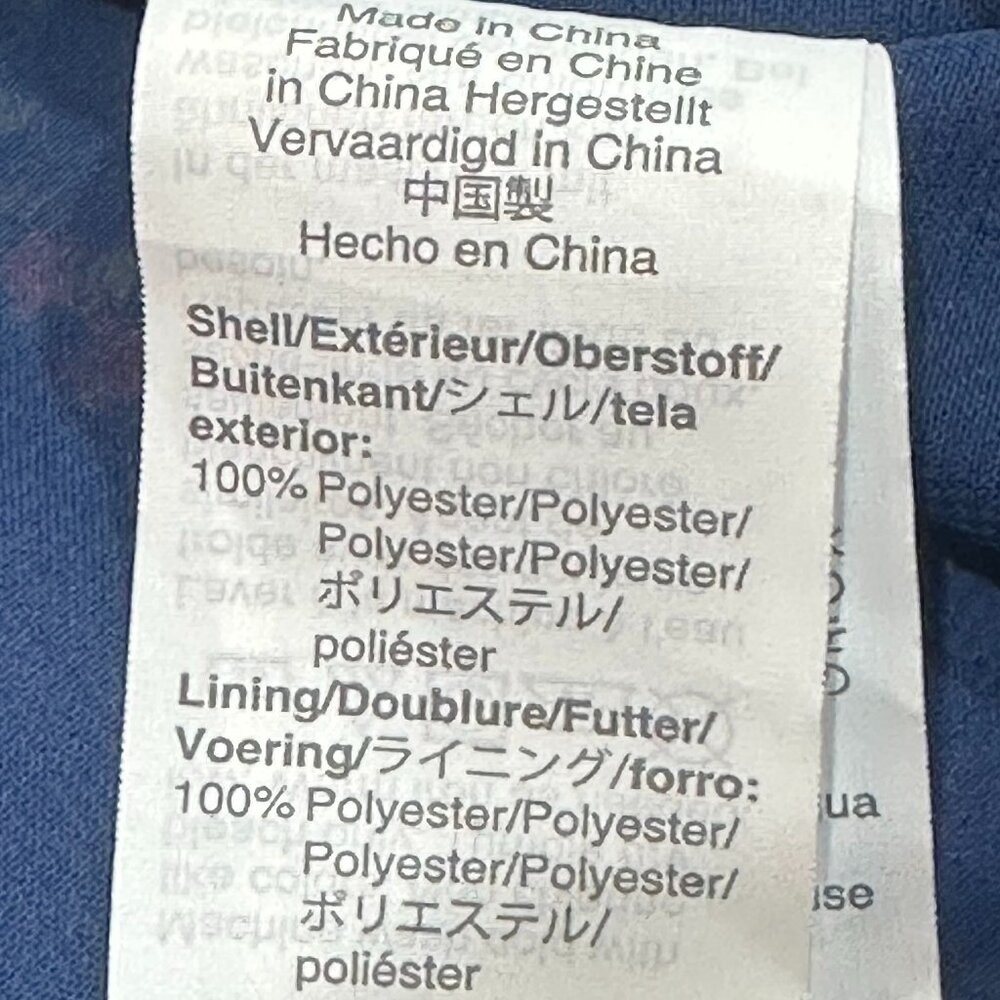 Made in China
Fabriqué en Chine
in China Hergestellt
Vervaardigd in China
中国製
Hecho en China
Shell/Extérieur/Oberstoff/
Buitenkant/シェル/tela
exterior:
100% Polyester/Polyester/
Polyester/Polyester/
ポリエステル/
poliéster
Lining/Doublure/Futter/
Voering/ライニング/forro:
100% Polyester/Polyester/
Polyester/Polyester/
ポリエステル/
poliéster
ua
se